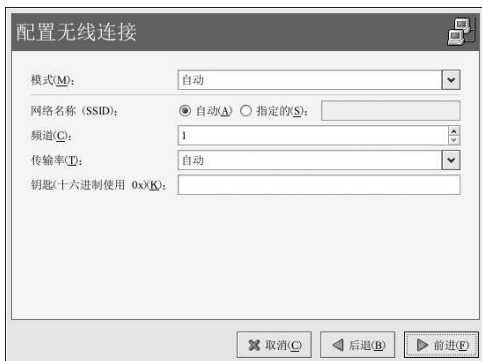 配置无线连接
模式(M): 自动
网络名称 (SSID): 自动(A) 指定的(S):
频道(C): 1
传输率(T): 自动
钥匙(十六进制使用 0x)(K):
取消(C) 后退(B) 前进(F)